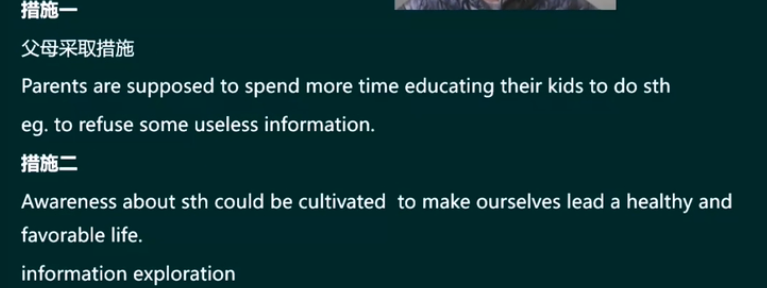 措施一
父母采取措施
Parents are supposed to spend more time educating their kids to do sth
eg. to refuse some useless information.
措施二
Awareness about sth could be cultivated  to make ourselves lead a healthy and
favorable life.
information exploration